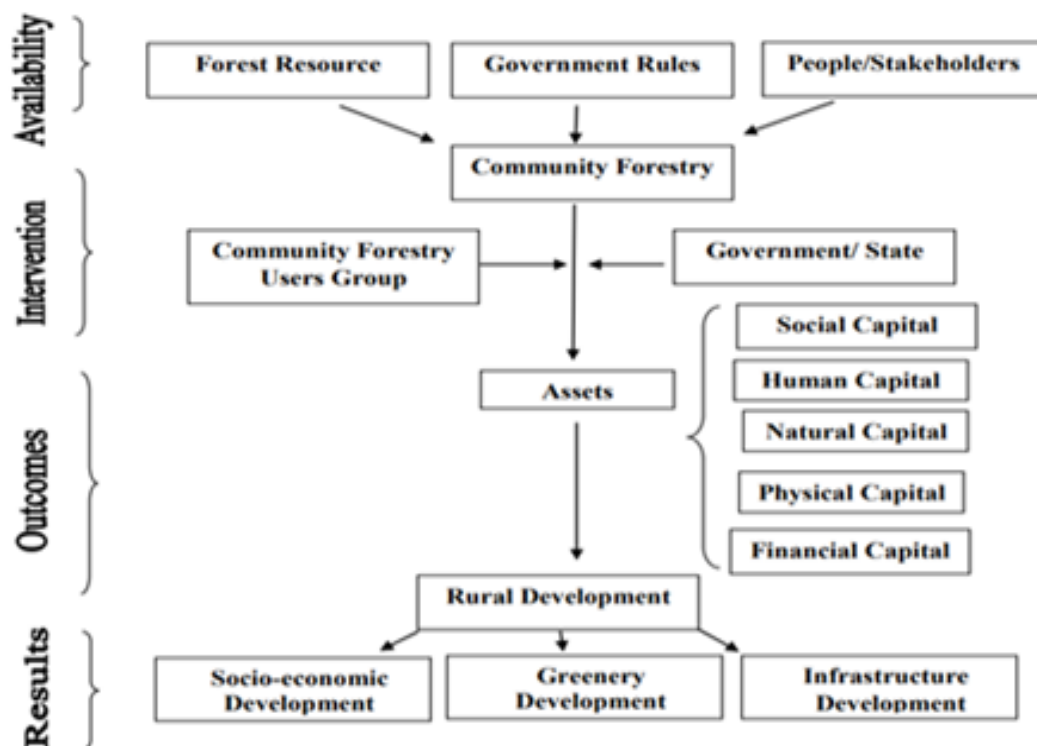 Availability
Forest Resource
Government Rules
People/Stakeholders
Community Forestry
Intervention
Community Forestry
Users Group
Government/ State
Social Capital
Human Capital
Assets
Natural Capital
Outcomes
Physical Capital
Financial Capital
Rural Development
Results
Socio-economic
Development
Greenery
Development
Infrastructure
Development